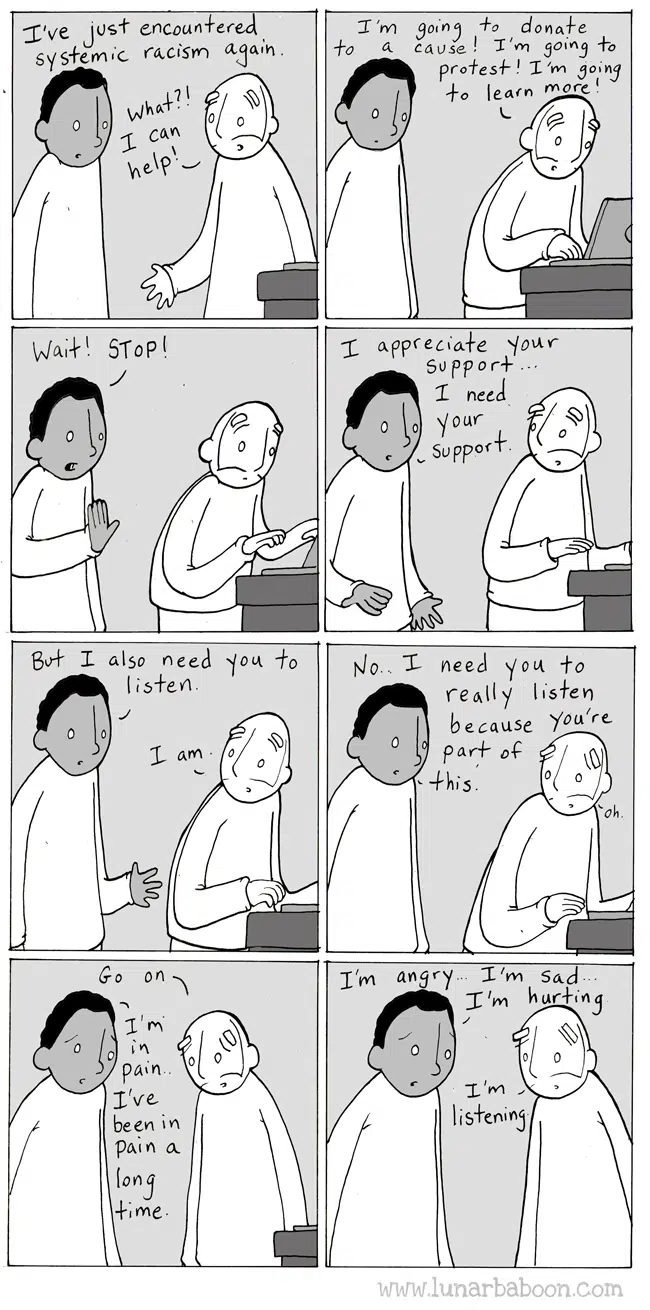 I've just encountered
systemic racism again.
What?!
I can
help!
I'm going to donate
to a cause! I'm going to
protest! I'm going
to learn more!
Wait! STOP!
I appreciate your
support...
I need
your
support.
But I also need you to
listen.
I am.
No.. I need you to
really listen
because you're
part of
this.
oh.
Go on
I'm
in
pain..
I've
been in
pain a
long
time.
I'm angry... I'm sad...
I'm hurting
I'm
listening
www.lunarbaboon.com